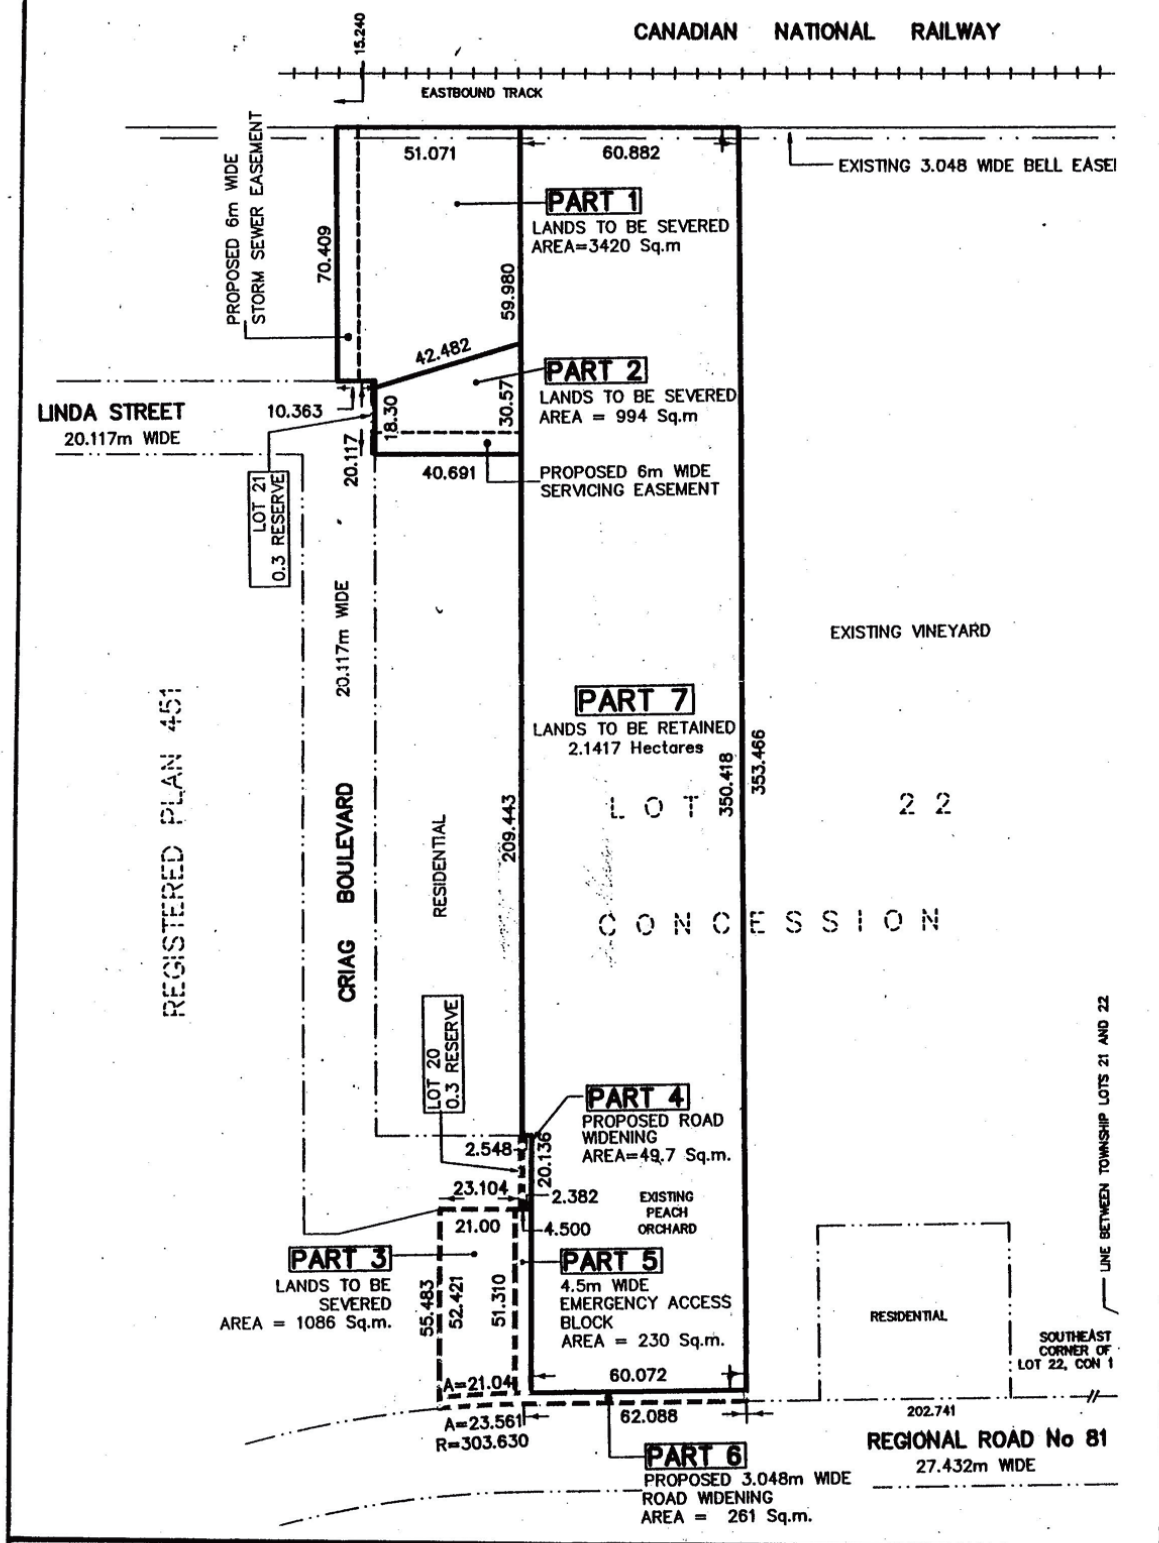 CANADIAN NATIONAL RAILWAY
15.240
EASTBOUND TRACK
51.071
60.882
EXISTING 3.048 WIDE BELL EASE
PROPOSED 6m WIDE
STORM SEWER EASEMENT
70.409
PART 1
LANDS TO BE SEVERED
AREA=3420 Sq.m
59.980
42.482
PART 2
LANDS TO BE SEVERED
AREA = 994 Sq.m
30.57
18.30
LINDA STREET
20.117m WIDE
10.363
20.117
40.691
PROPOSED 6m WIDE
SERVICING EASEMENT
LOT 21
0.3 RESERVE
20.117m WIDE
CRIAG BOULEVARD
REGISTERED PLAN 451
RESIDENTIAL
EXISTING VINEYARD
PART 7
LANDS TO BE RETAINED
2.1417 Hectares
350.418
353.466
209.443
LOT 22
CONCESSION
LOT 20
0.3 RESERVE
PART 4
PROPOSED ROAD
WIDENING
AREA=49.7 Sq.m.
2.548
20.136
23.104
2.382
EXISTING
PEACH
ORCHARD
21.00
4.500
PART 3
LANDS TO BE
SEVERED
AREA = 1086 Sq.m.
55.483
52.421
51.310
PART 5
4.5m WIDE
EMERGENCY ACCESS
BLOCK
AREA = 230 Sq.m.
60.072
A=21.04
A=23.561
R=303.630
62.088
RESIDENTIAL
LINE BETWEEN TOWNSHIP LOTS 21 AND 22
SOUTHEAST
CORNER OF
LOT 22, CON 1
202.741
REGIONAL ROAD No 81
27.432m WIDE
PART 6
PROPOSED 3.048m WIDE
ROAD WIDENING
AREA = 261 Sq.m.